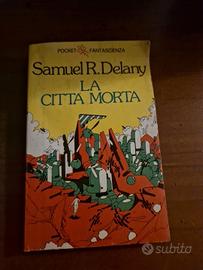 POCKET FANTASCIENZA
Samuel R. Delany
LA
CITTÀ MORTA
subito